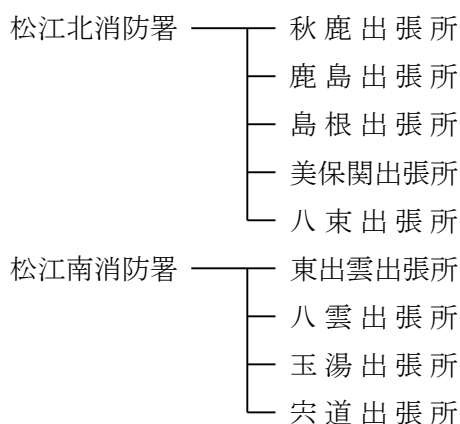 松江北消防署 秋鹿出張所
鹿島出張所
島根出張所
美保関出張所
八束出張所
松江南消防署 東出雲出張所
八雲出張所
玉湯出張所
宍道出張所